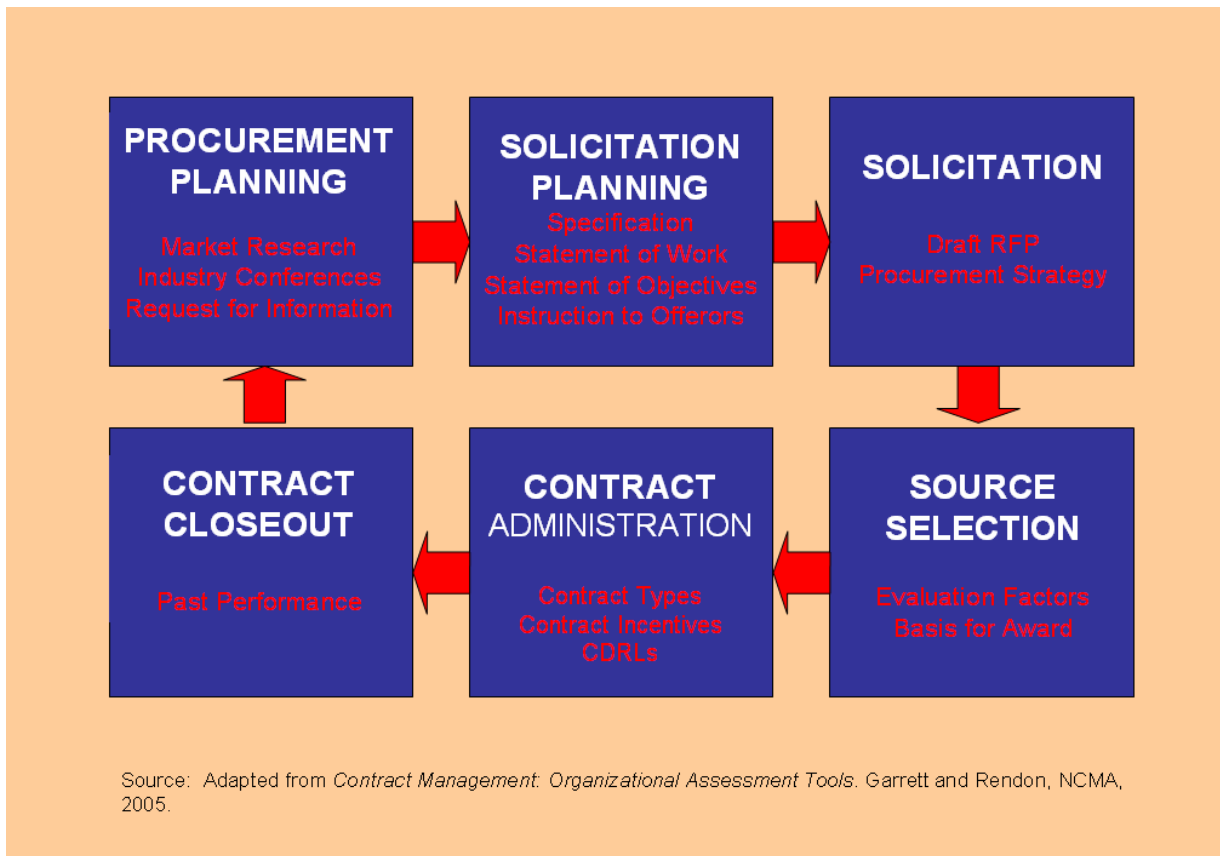 PROCUREMENT
PLANNING
Market Research
Industry Conferences
Request for Information
SOLICITATION
PLANNING
Specification
Statement of Work
Statement of Objectives
Instruction to Offerors
SOLICITATION
Draft RFP
Procurement Strategy
CONTRACT
CLOSEOUT
Past Performance
CONTRACT
ADMINISTRATION
Contract Types
Contract Incentives
CDRLs
SOURCE
SELECTION
Evaluation Factors
Basis for Award
Source: Adapted from Contract Management: Organizational Assessment Tools. Garrett and Rendon, NCMA,
2005.